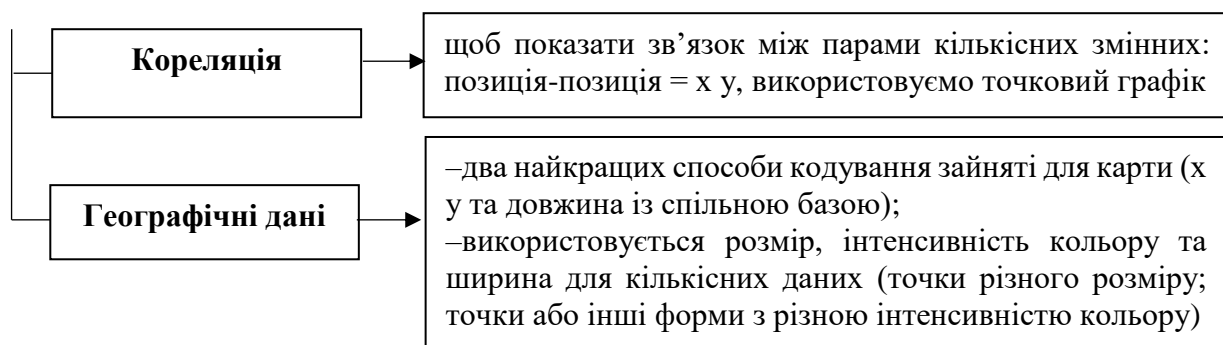 Кореляція
щоб показати зв’язок між парами кількісних змінних:
позиція-позиція = x y, використовуємо точковий графік
Географічні дані
–два найкращих способи кодування зайняті для карти (x
y та довжина із спільною базою);
–використовується розмір, інтенсивність кольору та
ширина для кількісних даних (точки різного розміру;
точки або інші форми з різною інтенсивністю кольору)